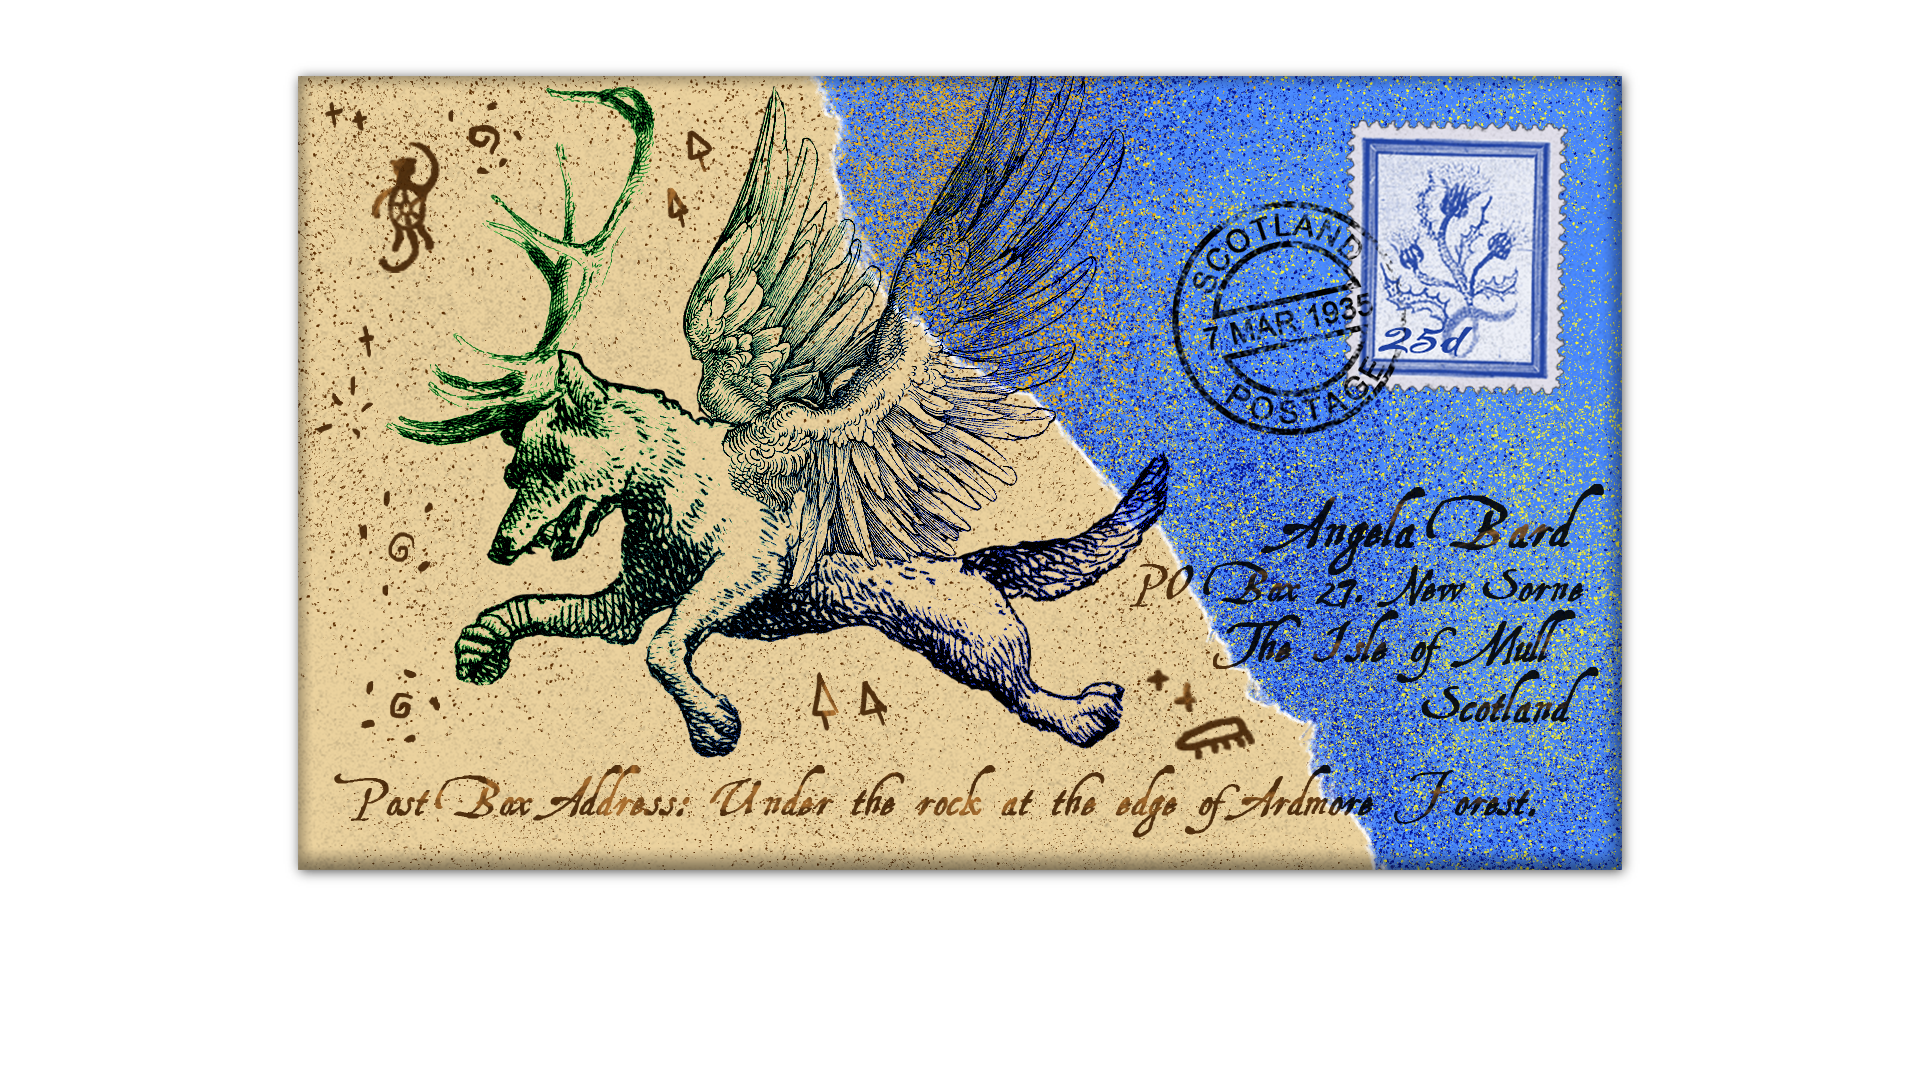 SCOTLAND
7 MAR 1935
POSTAGE
25d
Angela Bard
PO Box 27. New Sorne
The Isle of Mull
Scotland
Post Box Address: Under the rock at the edge of Ardmore Forest.